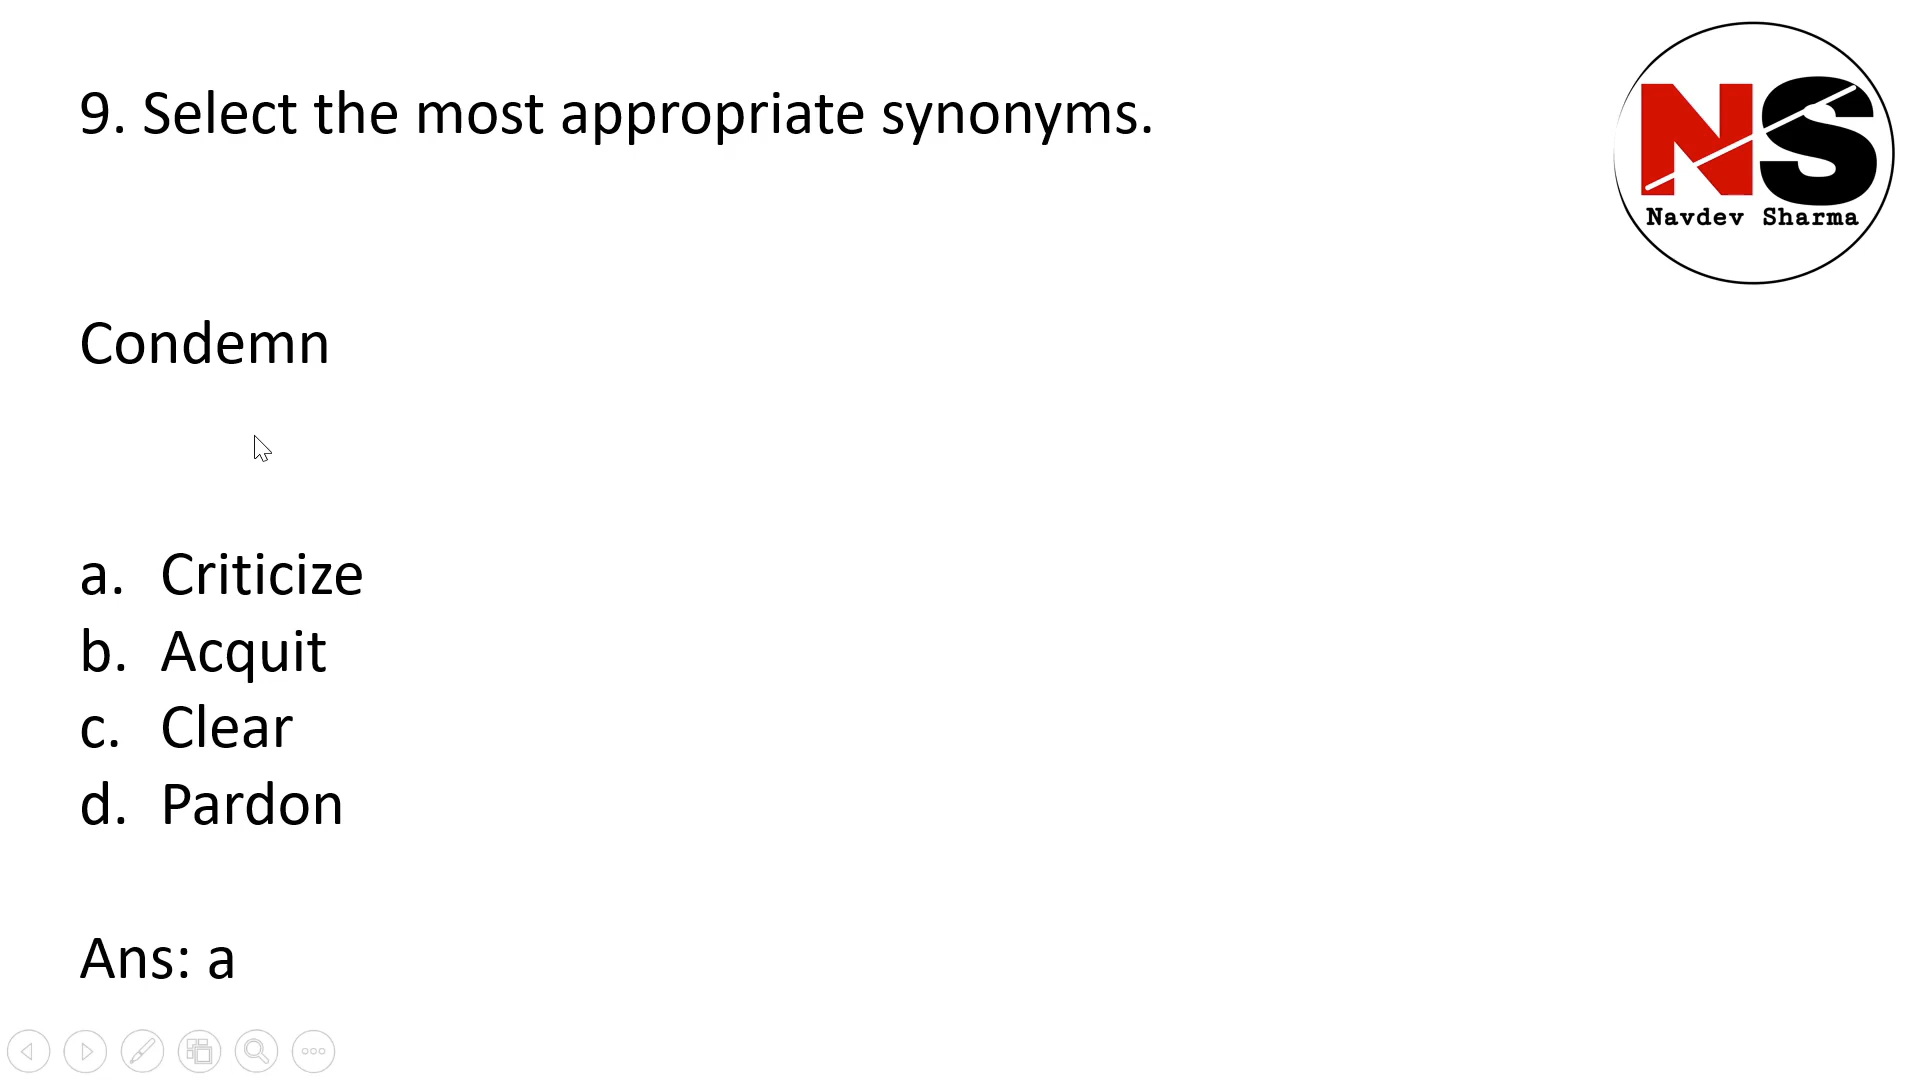 9. Select the most appropriate synonyms.
NS
Navdev Sharma
Condemn
a. Criticize
b. Acquit
c. Clear
d. Pardon
Ans: a